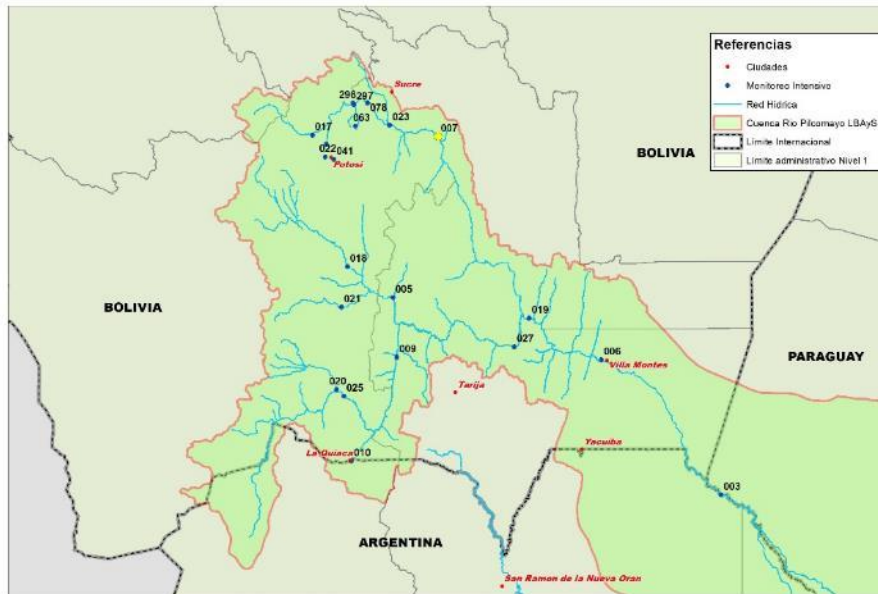 Referencias
Ciudades
Monitoreo Intensivo
Red Hídrica
Cuenca Rio Pilcomayo LBAyS
Límite Internacional
Límite administrativo Nivel 1
Sucre
296 297
078
063
023
007
017
022 041
Potosí
BOLIVIA
018
005
021
BOLIVIA
019
027
009
006
Villa Montes
PARAGUAY
020
025
Tarija
La Quiaca
010
Yacuiba
003
ARGENTINA
San Ramon de la Nueva Oran